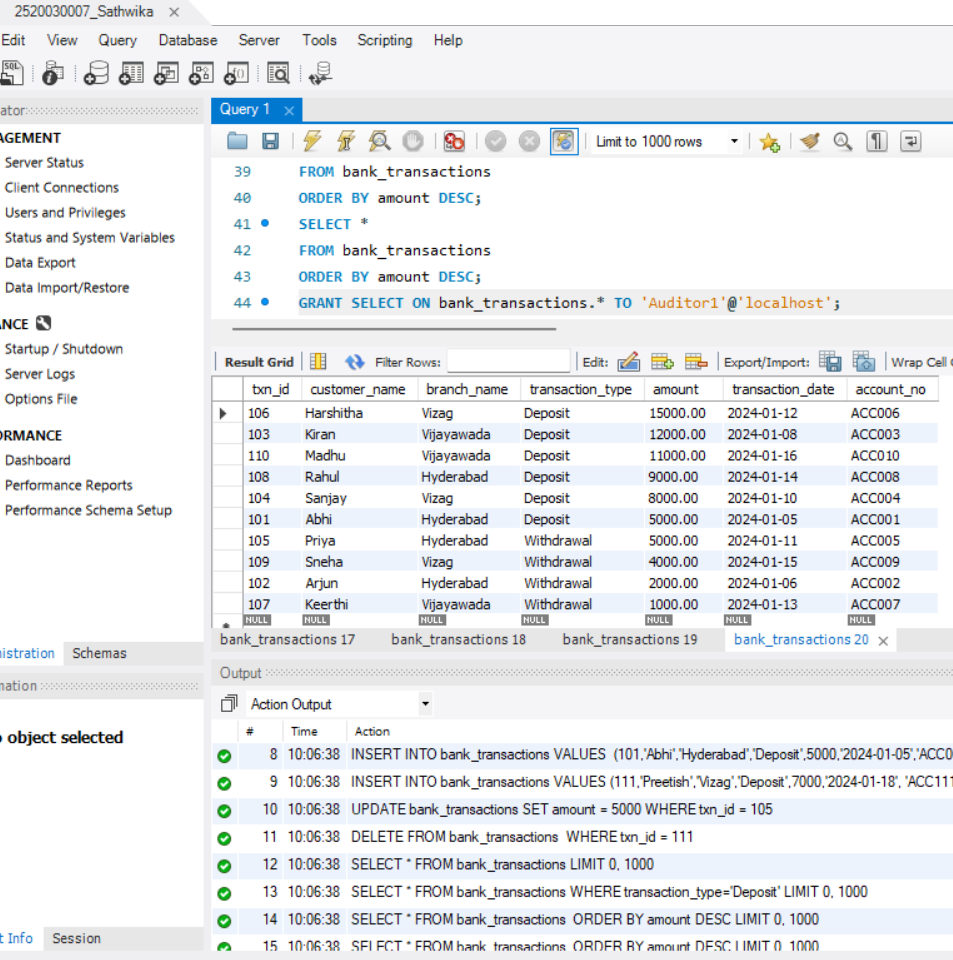 2520030007_Sathwika ×
Edit View Query Database Server Tools Scripting Help
SQL
ator
Query 1 ×
AGEMENT
Server Status
Client Connections
Users and Privileges
Status and System Variables
Data Export
Data Import/Restore
ANCE
Startup / Shutdown
Server Logs
Options File
ORMANCE
Dashboard
Performance Reports
Performance Schema Setup
nistration Schemas
mation
o object selected
t Info Session
Limit to 1000 rows
39 FROM bank_transactions
40 ORDER BY amount DESC;
41 SELECT *
42 FROM bank_transactions
43 ORDER BY amount DESC;
44 GRANT SELECT ON bank_transactions.* TO 'Auditor1'@'localhost';
Result Grid Filter Rows: Edit: Export/Import: Wrap Cell C
txn_id customer_name branch_name transaction_type amount transaction_date account_no
106 Harshitha Vizag Deposit 15000.00 2024-01-12 ACC006
103 Kiran Vijayawada Deposit 12000.00 2024-01-08 ACC003
110 Madhu Vijayawada Deposit 11000.00 2024-01-16 ACC010
108 Rahul Hyderabad Deposit 9000.00 2024-01-14 ACC008
104 Sanjay Vizag Deposit 8000.00 2024-01-10 ACC004
101 Abhi Hyderabad Deposit 5000.00 2024-01-05 ACC001
105 Priya Hyderabad Withdrawal 5000.00 2024-01-11 ACC005
109 Sneha Vizag Withdrawal 4000.00 2024-01-15 ACC009
102 Arjun Hyderabad Withdrawal 2000.00 2024-01-06 ACC002
107 Keerthi Vijayawada Withdrawal 1000.00 2024-01-13 ACC007
NULL NULL NULL NULL NULL NULL NULL
bank_transactions 17 bank_transactions 18 bank_transactions 19 bank_transactions 20 ×
Output
Action Output
# Time Action
8 10:06:38 INSERT INTO bank_transactions VALUES (101,'Abhi','Hyderabad','Deposit',5000,'2024-01-05','ACC0
9 10:06:38 INSERT INTO bank_transactions VALUES (111,'Preetish','Vizag','Deposit',7000,'2024-01-18', 'ACC111
10 10:06:38 UPDATE bank_transactions SET amount = 5000 WHERE txn_id = 105
11 10:06:38 DELETE FROM bank_transactions WHERE txn_id = 111
12 10:06:38 SELECT * FROM bank_transactions LIMIT 0, 1000
13 10:06:38 SELECT * FROM bank_transactions WHERE transaction_type='Deposit' LIMIT 0, 1000
14 10:06:38 SELECT * FROM bank_transactions ORDER BY amount DESC LIMIT 0, 1000
15 10:06:38 SELECT * FROM bank_transactions ORDER BY amount DESC LIMIT 0, 1000